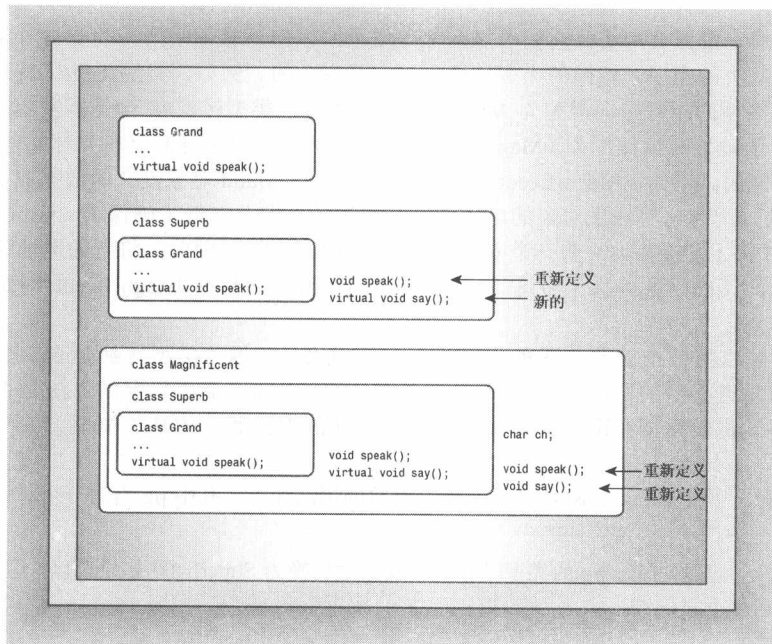 class Grand
...
virtual void speak();
class Superb
class Grand
...
virtual void speak();
void speak();
virtual void say();
重新定义
新的
class Magnificent
class Superb
class Grand
...
virtual void speak();
void speak();
virtual void say();
char ch;
void speak();
void say();
重新定义
重新定义